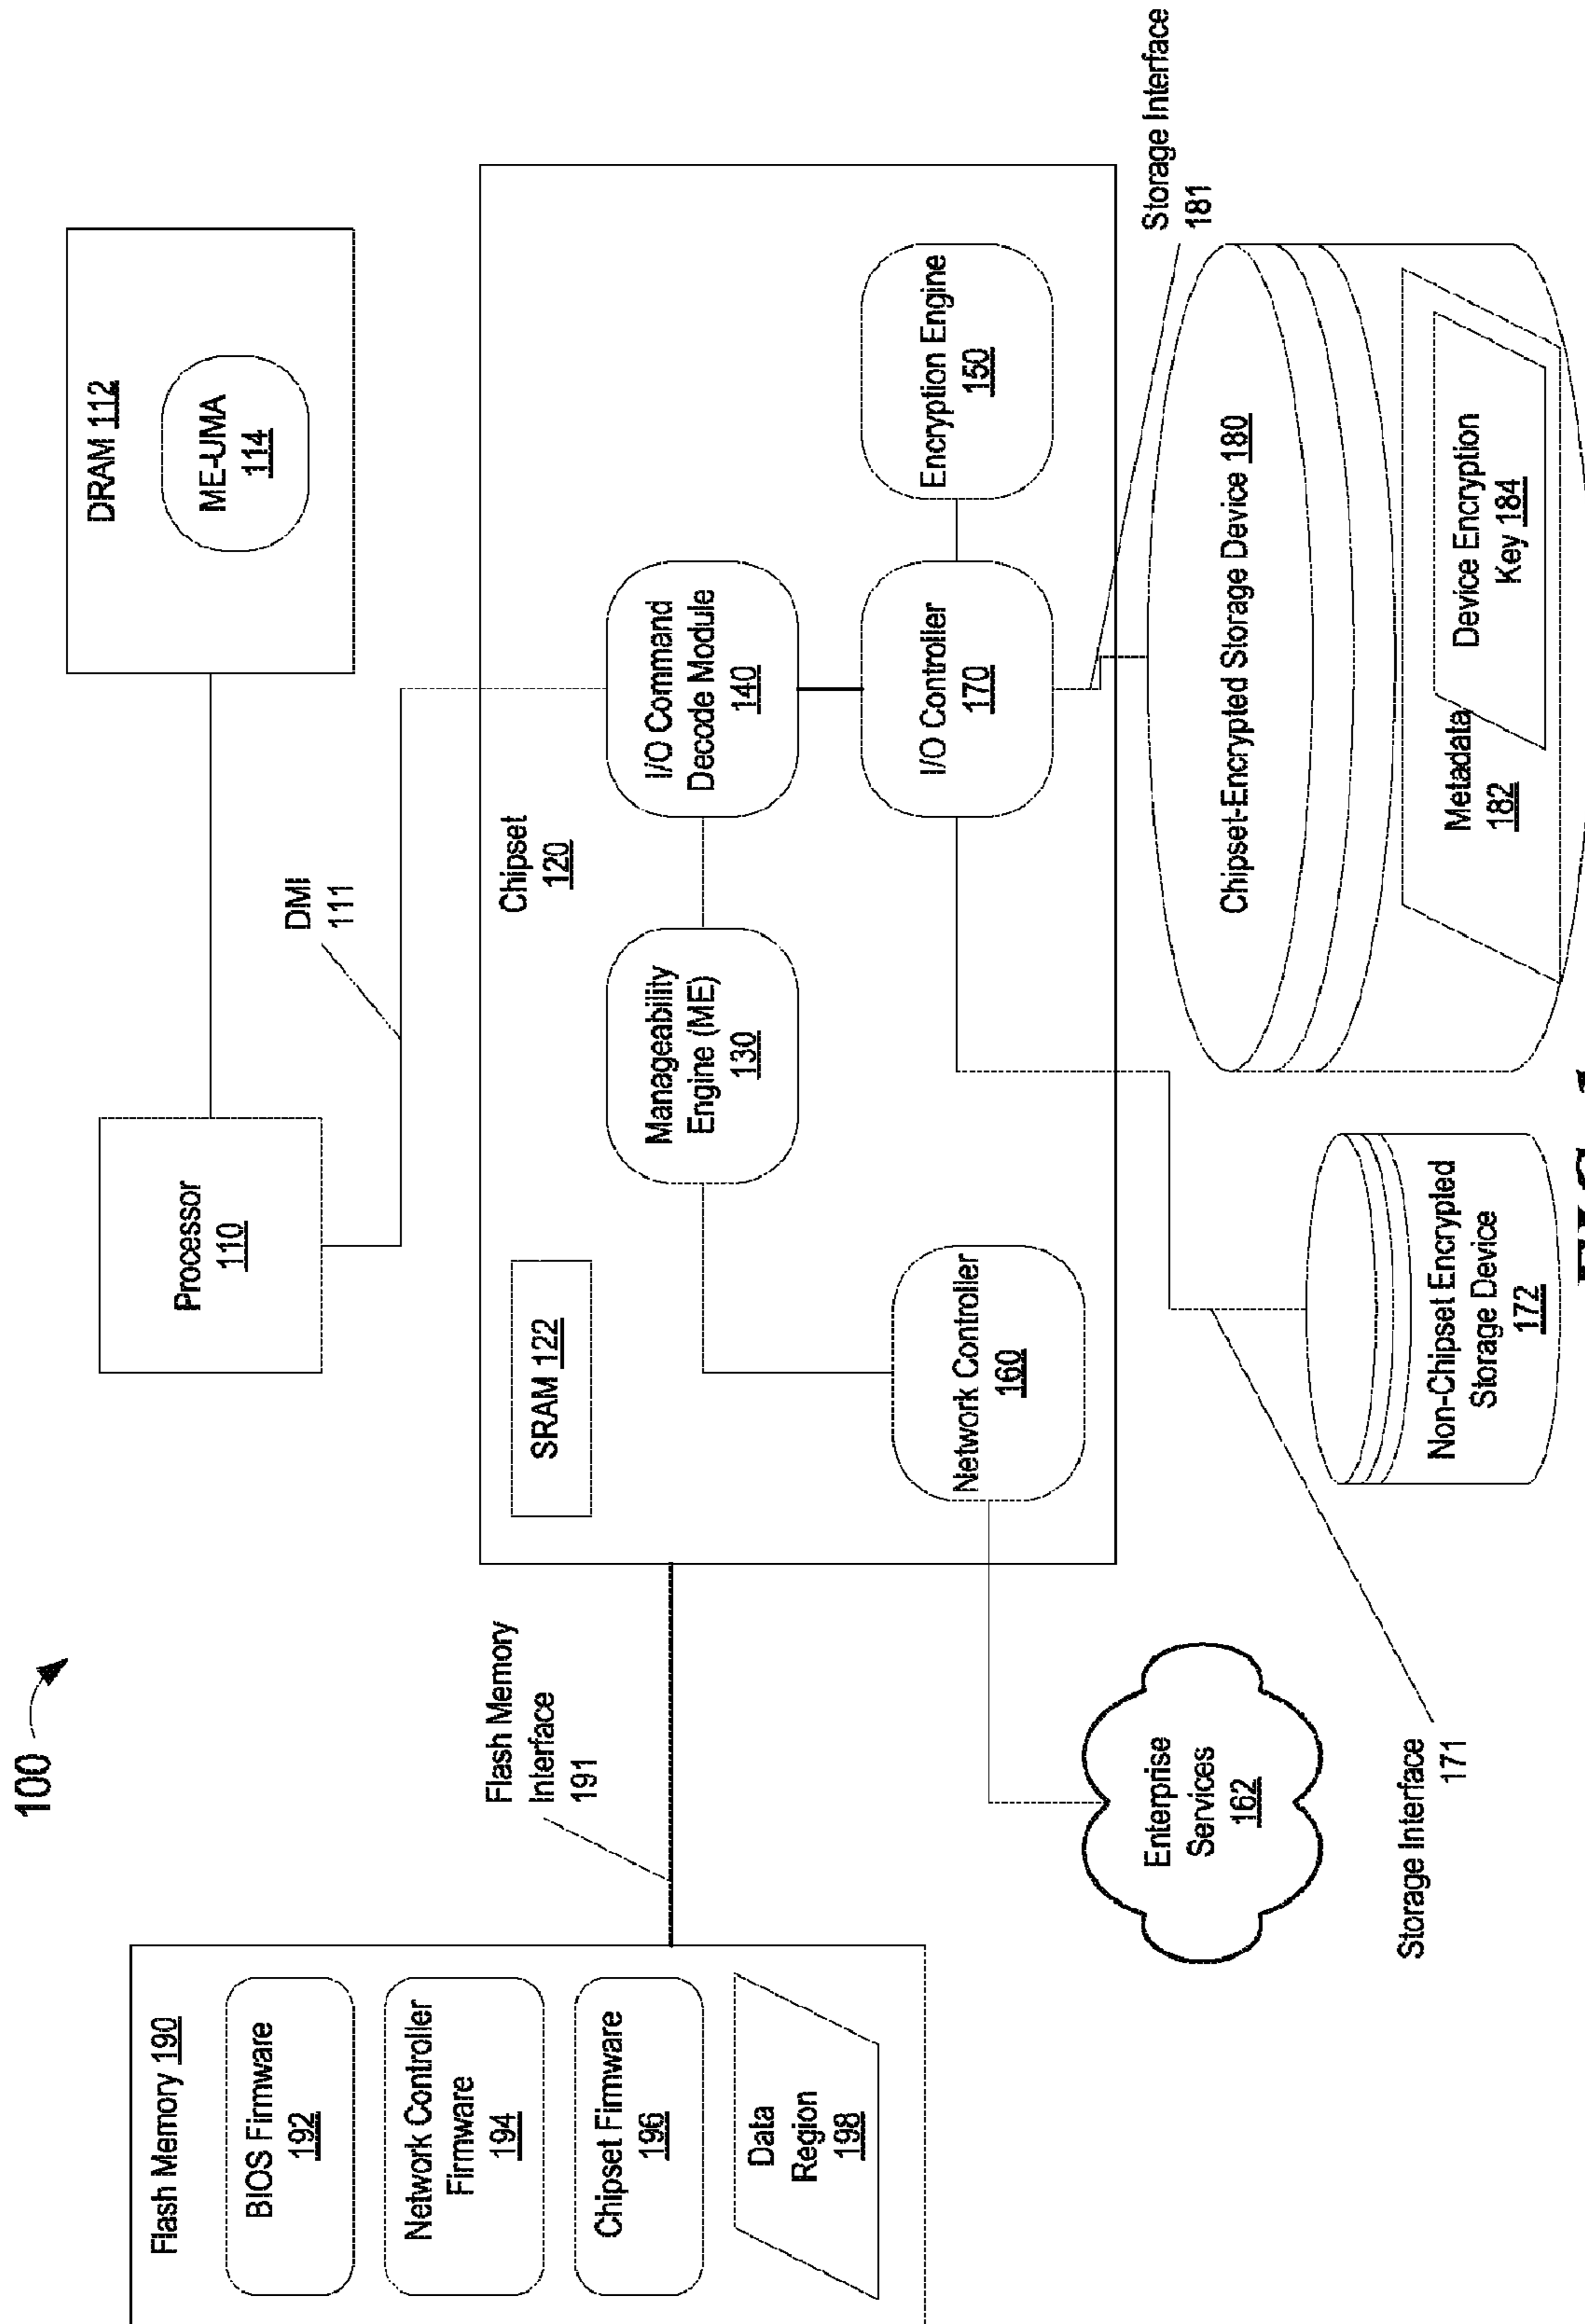 100
Flash Memory 190
BIOS Firmware
192
Network Controller
Firmware
194
Chipset Firmware
196
Data
Region
198
Flash Memory
Interface
191
Processor
110
DMI
111
DRAM 112
ME-UMA
114
Chipset
120
SRAM 122
Manageability
Engine (ME)
130
I/O Command
Decode Module
140
Network Controller
160
I/O Controller
170
Encryption Engine
150
Enterprise
Services
162
Storage Interface
171
Storage Interface
181
Non-Chipset Encrypted
Storage Device
172
Chipset-Encrypted Storage Device 180
Metadata
182
Device Encryption
Key 184